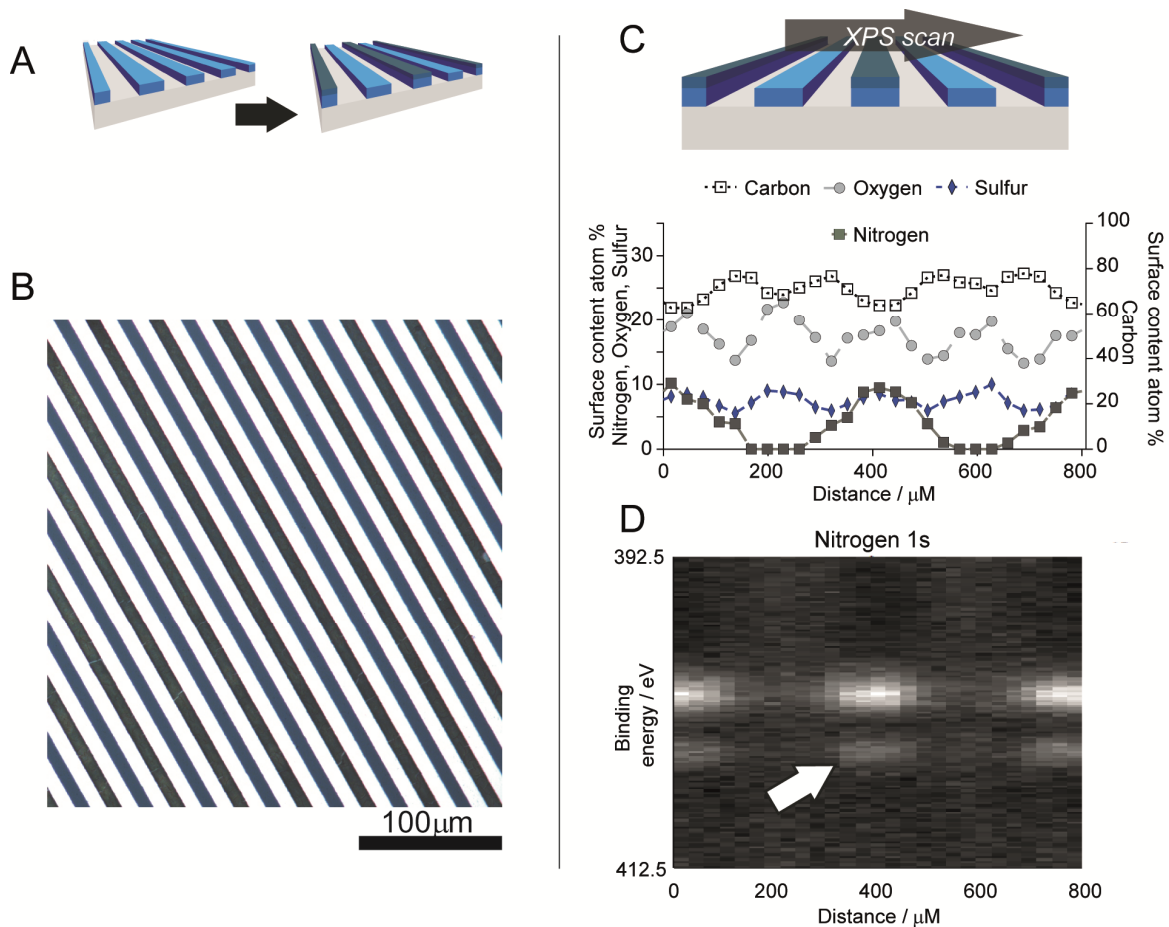 A
B
100μm
C
XPS scan
Carbon
Oxygen
Sulfur
Nitrogen
Surface content atom %
Nitrogen, Oxygen, Sulfur
30
20
10
0
100
80
60
40
20
0
Carbon
Surface content atom %
0
200
400
600
800
Distance / μM
D
Nitrogen 1s
392.5
Binding
energy / eV
412.5
0
200
400
600
800
Distance / μM